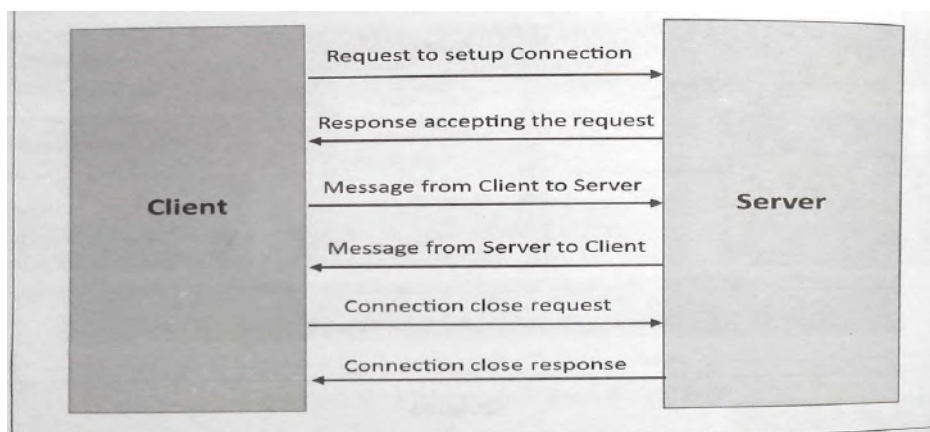 Request to setup Connection
Response accepting the request
Message from Client to Server
Client
Server
Message from Server to Client
Connection close request
Connection close response